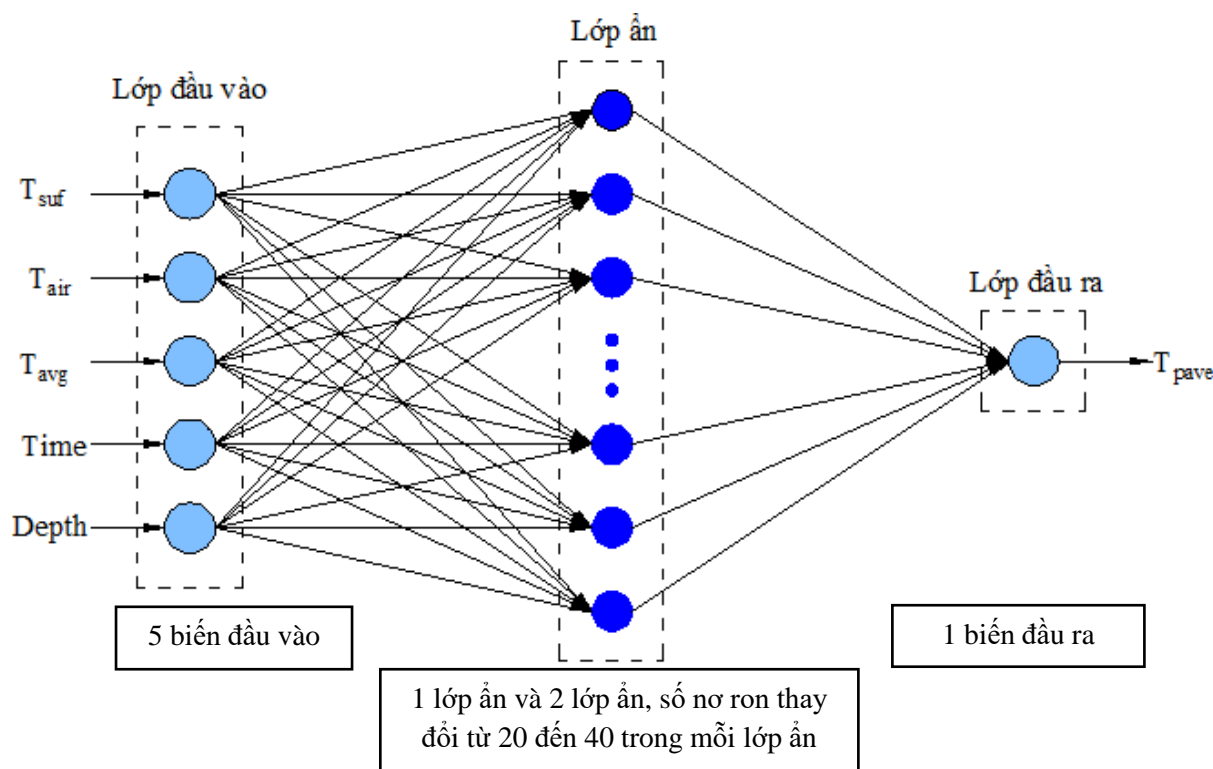 Lớp ẩn
Lớp đầu vào
Lớp đầu ra
T_suf
T_air
T_avg
Time
Depth
T_pave
5 biến đầu vào
1 lớp ẩn và 2 lớp ẩn, số nơ ron thay
đổi từ 20 đến 40 trong mỗi lớp ẩn
1 biến đầu ra